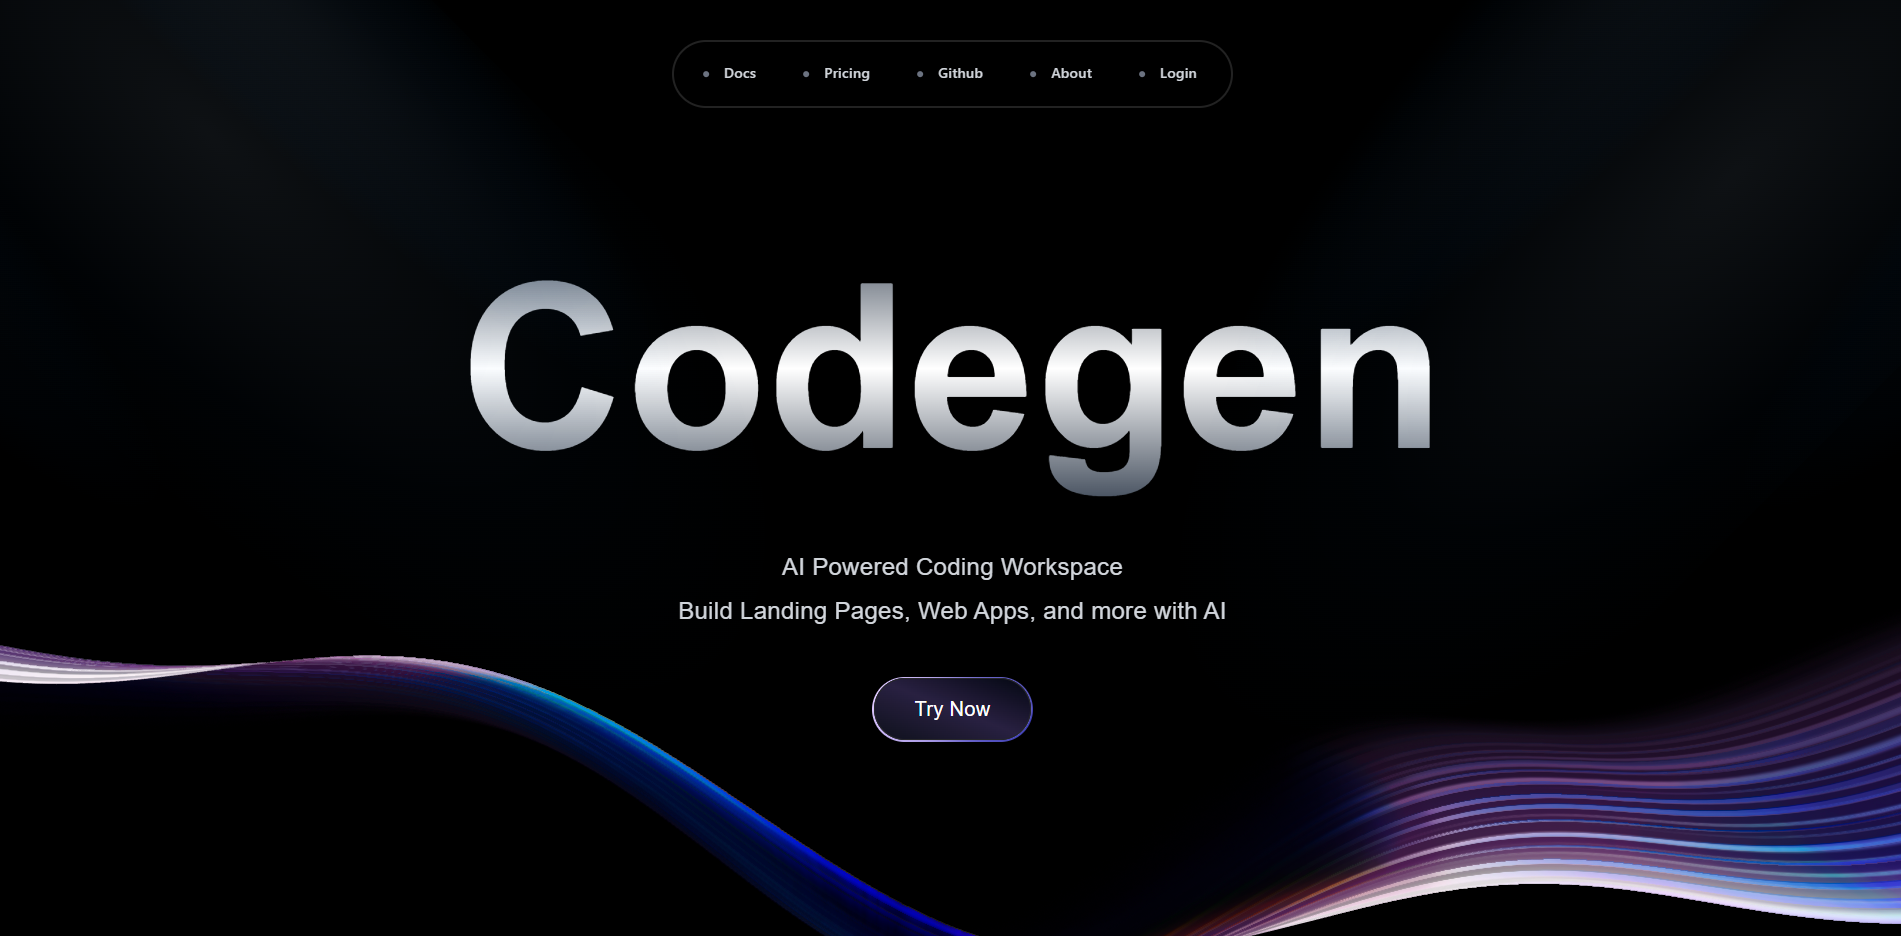 Docs Pricing Github About Login
Codegen
AI Powered Coding Workspace
Build Landing Pages, Web Apps, and more with AI
Try Now